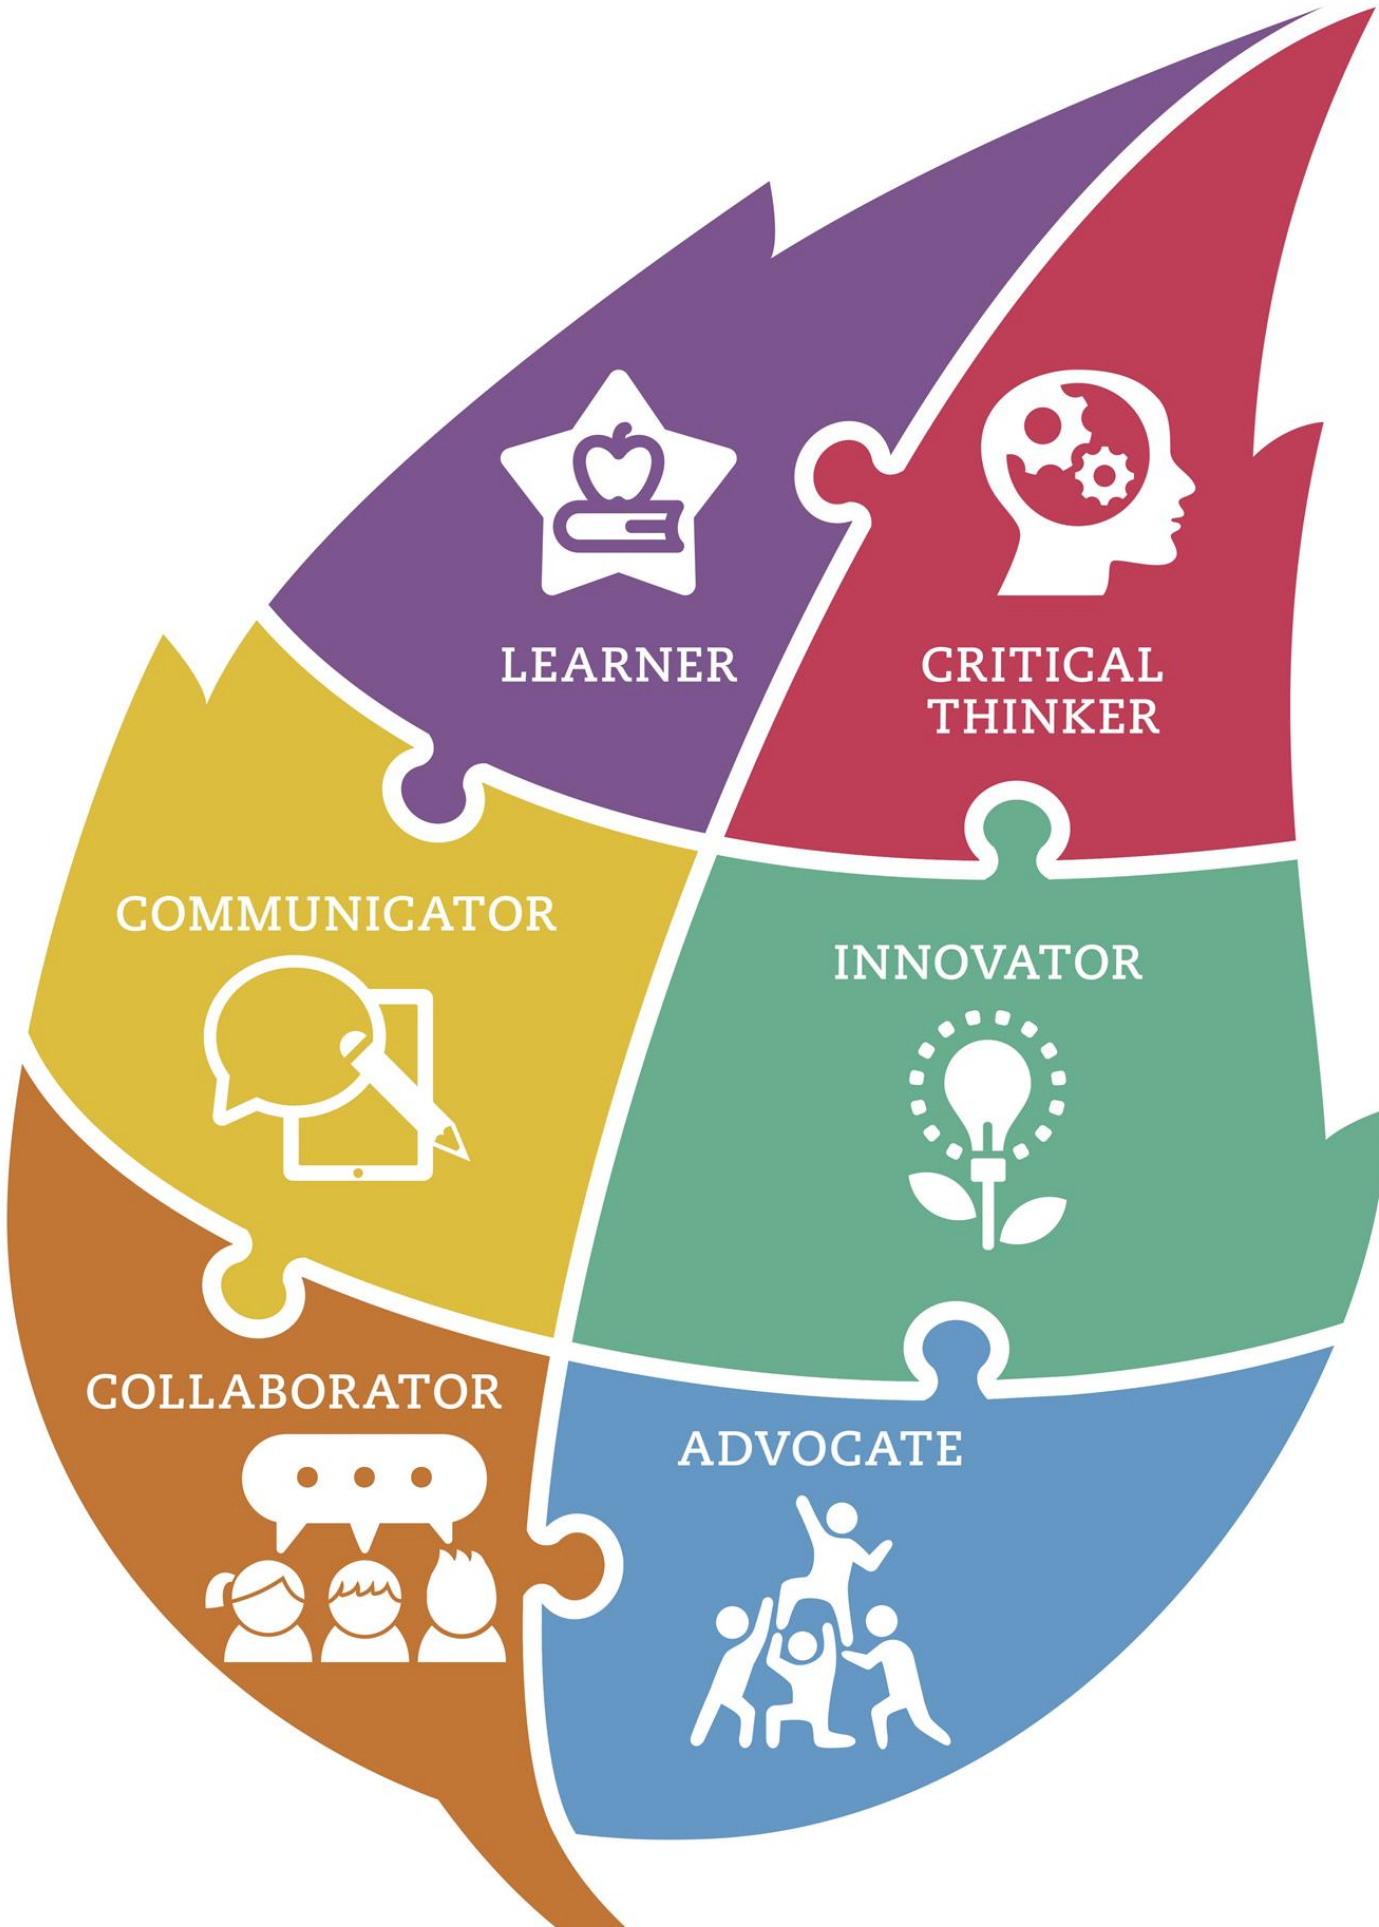 LEARNER
CRITICAL
THINKER
COMMUNICATOR
INNOVATOR
COLLABORATOR
ADVOCATE